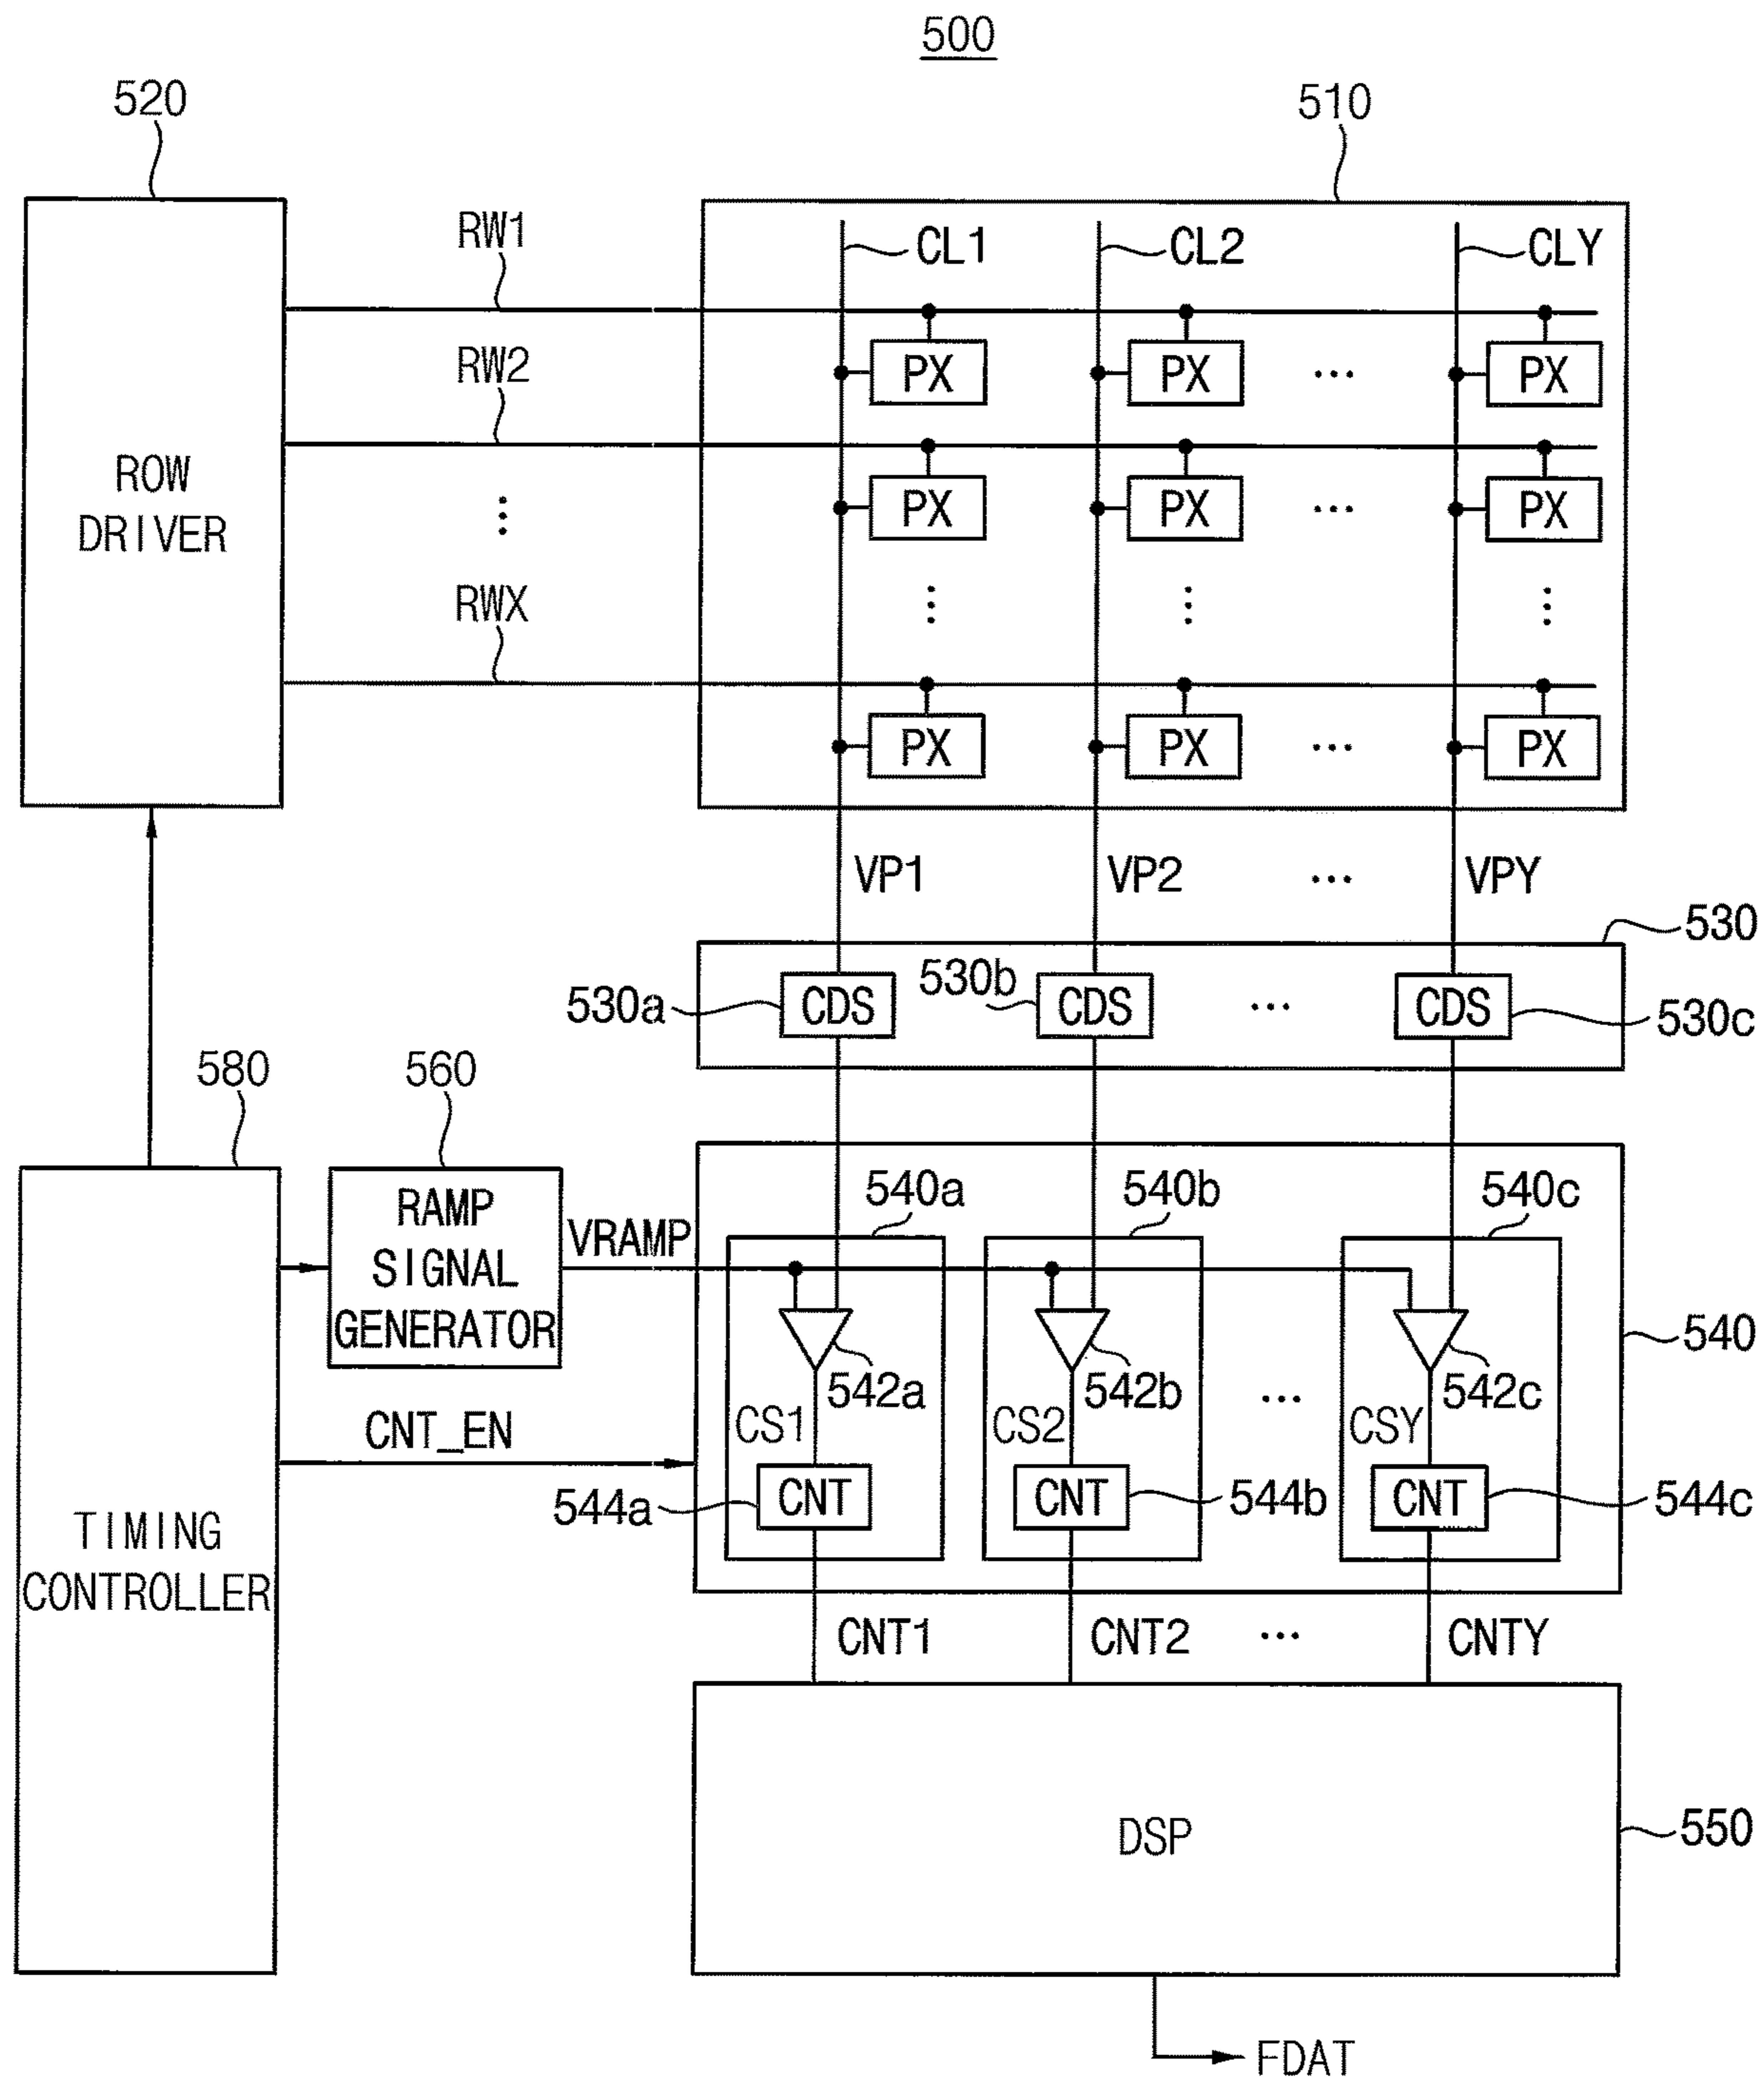 500
520
510
RW1
CL1
CL2
CLY
PX
PX
...
PX
RW2
ROW
DRIVER
PX
PX
...
PX
RWX
PX
PX
...
PX
VP1
VP2
...
VPY
530
530a
CDS
530b
CDS
...
CDS
530c
580
560
540a
540b
540c
RAMP
SIGNAL
GENERATOR
VRAMP
540
542a
542b
...
542c
CNT_EN
CS1
CS2
CSY
544a
CNT
CNT
544b
CNT
544c
TIMING
CONTROLLER
CNT1
CNT2
...
CNTY
DSP
550
FDAT